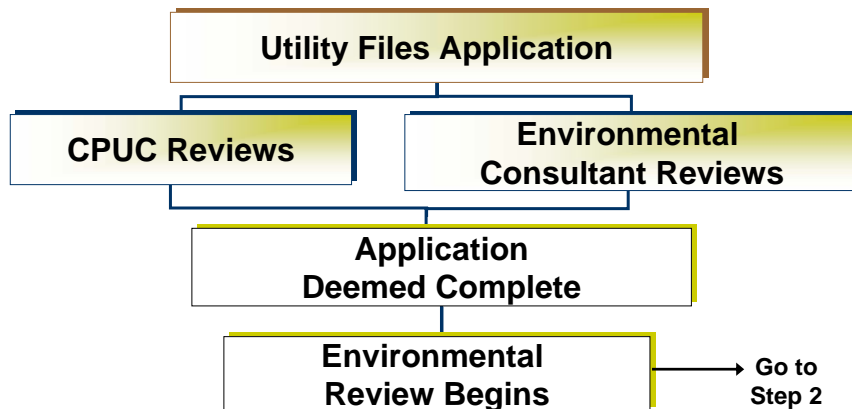 Utility Files Application
CPUC Reviews
Environmental
Consultant Reviews
Application
Deemed Complete
Environmental
Review Begins
Go to
Step 2